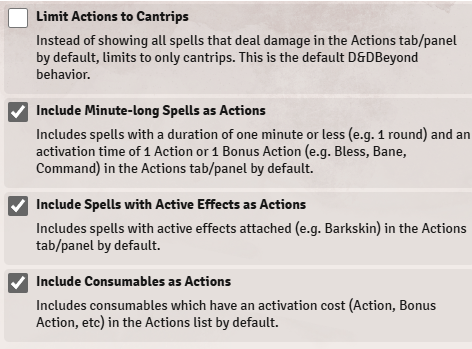 Limit Actions to Cantrips
Instead of showing all spells that deal damage in the Actions tab/panel
by default, limits to only cantrips. This is the default D&DBeyond
behavior.
Include Minute-long Spells as Actions
Includes spells with a duration of one minute or less (e.g. 1 round) and an
activation time of 1 Action or 1 Bonus Action (e.g. Bless, Bane,
Command) in the Actions tab/panel by default.
Include Spells with Active Effects as Actions
Includes spells with active effects attached (e.g. Barkskin) in the Actions
tab/panel by default.
Include Consumables as Actions
Includes consumables which have an activation cost (Action, Bonus
Action, etc) in the Actions list by default.